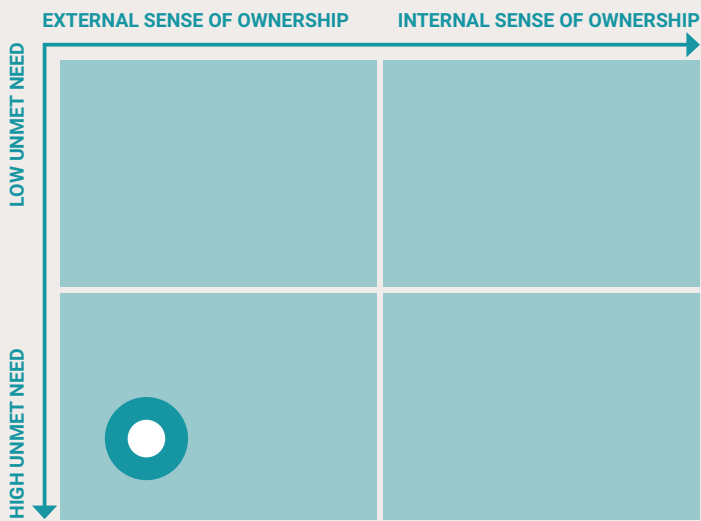 EXTERNAL SENSE OF OWNERSHIP
INTERNAL SENSE OF OWNERSHIP
LOW UNMET NEED
HIGH UNMET NEED